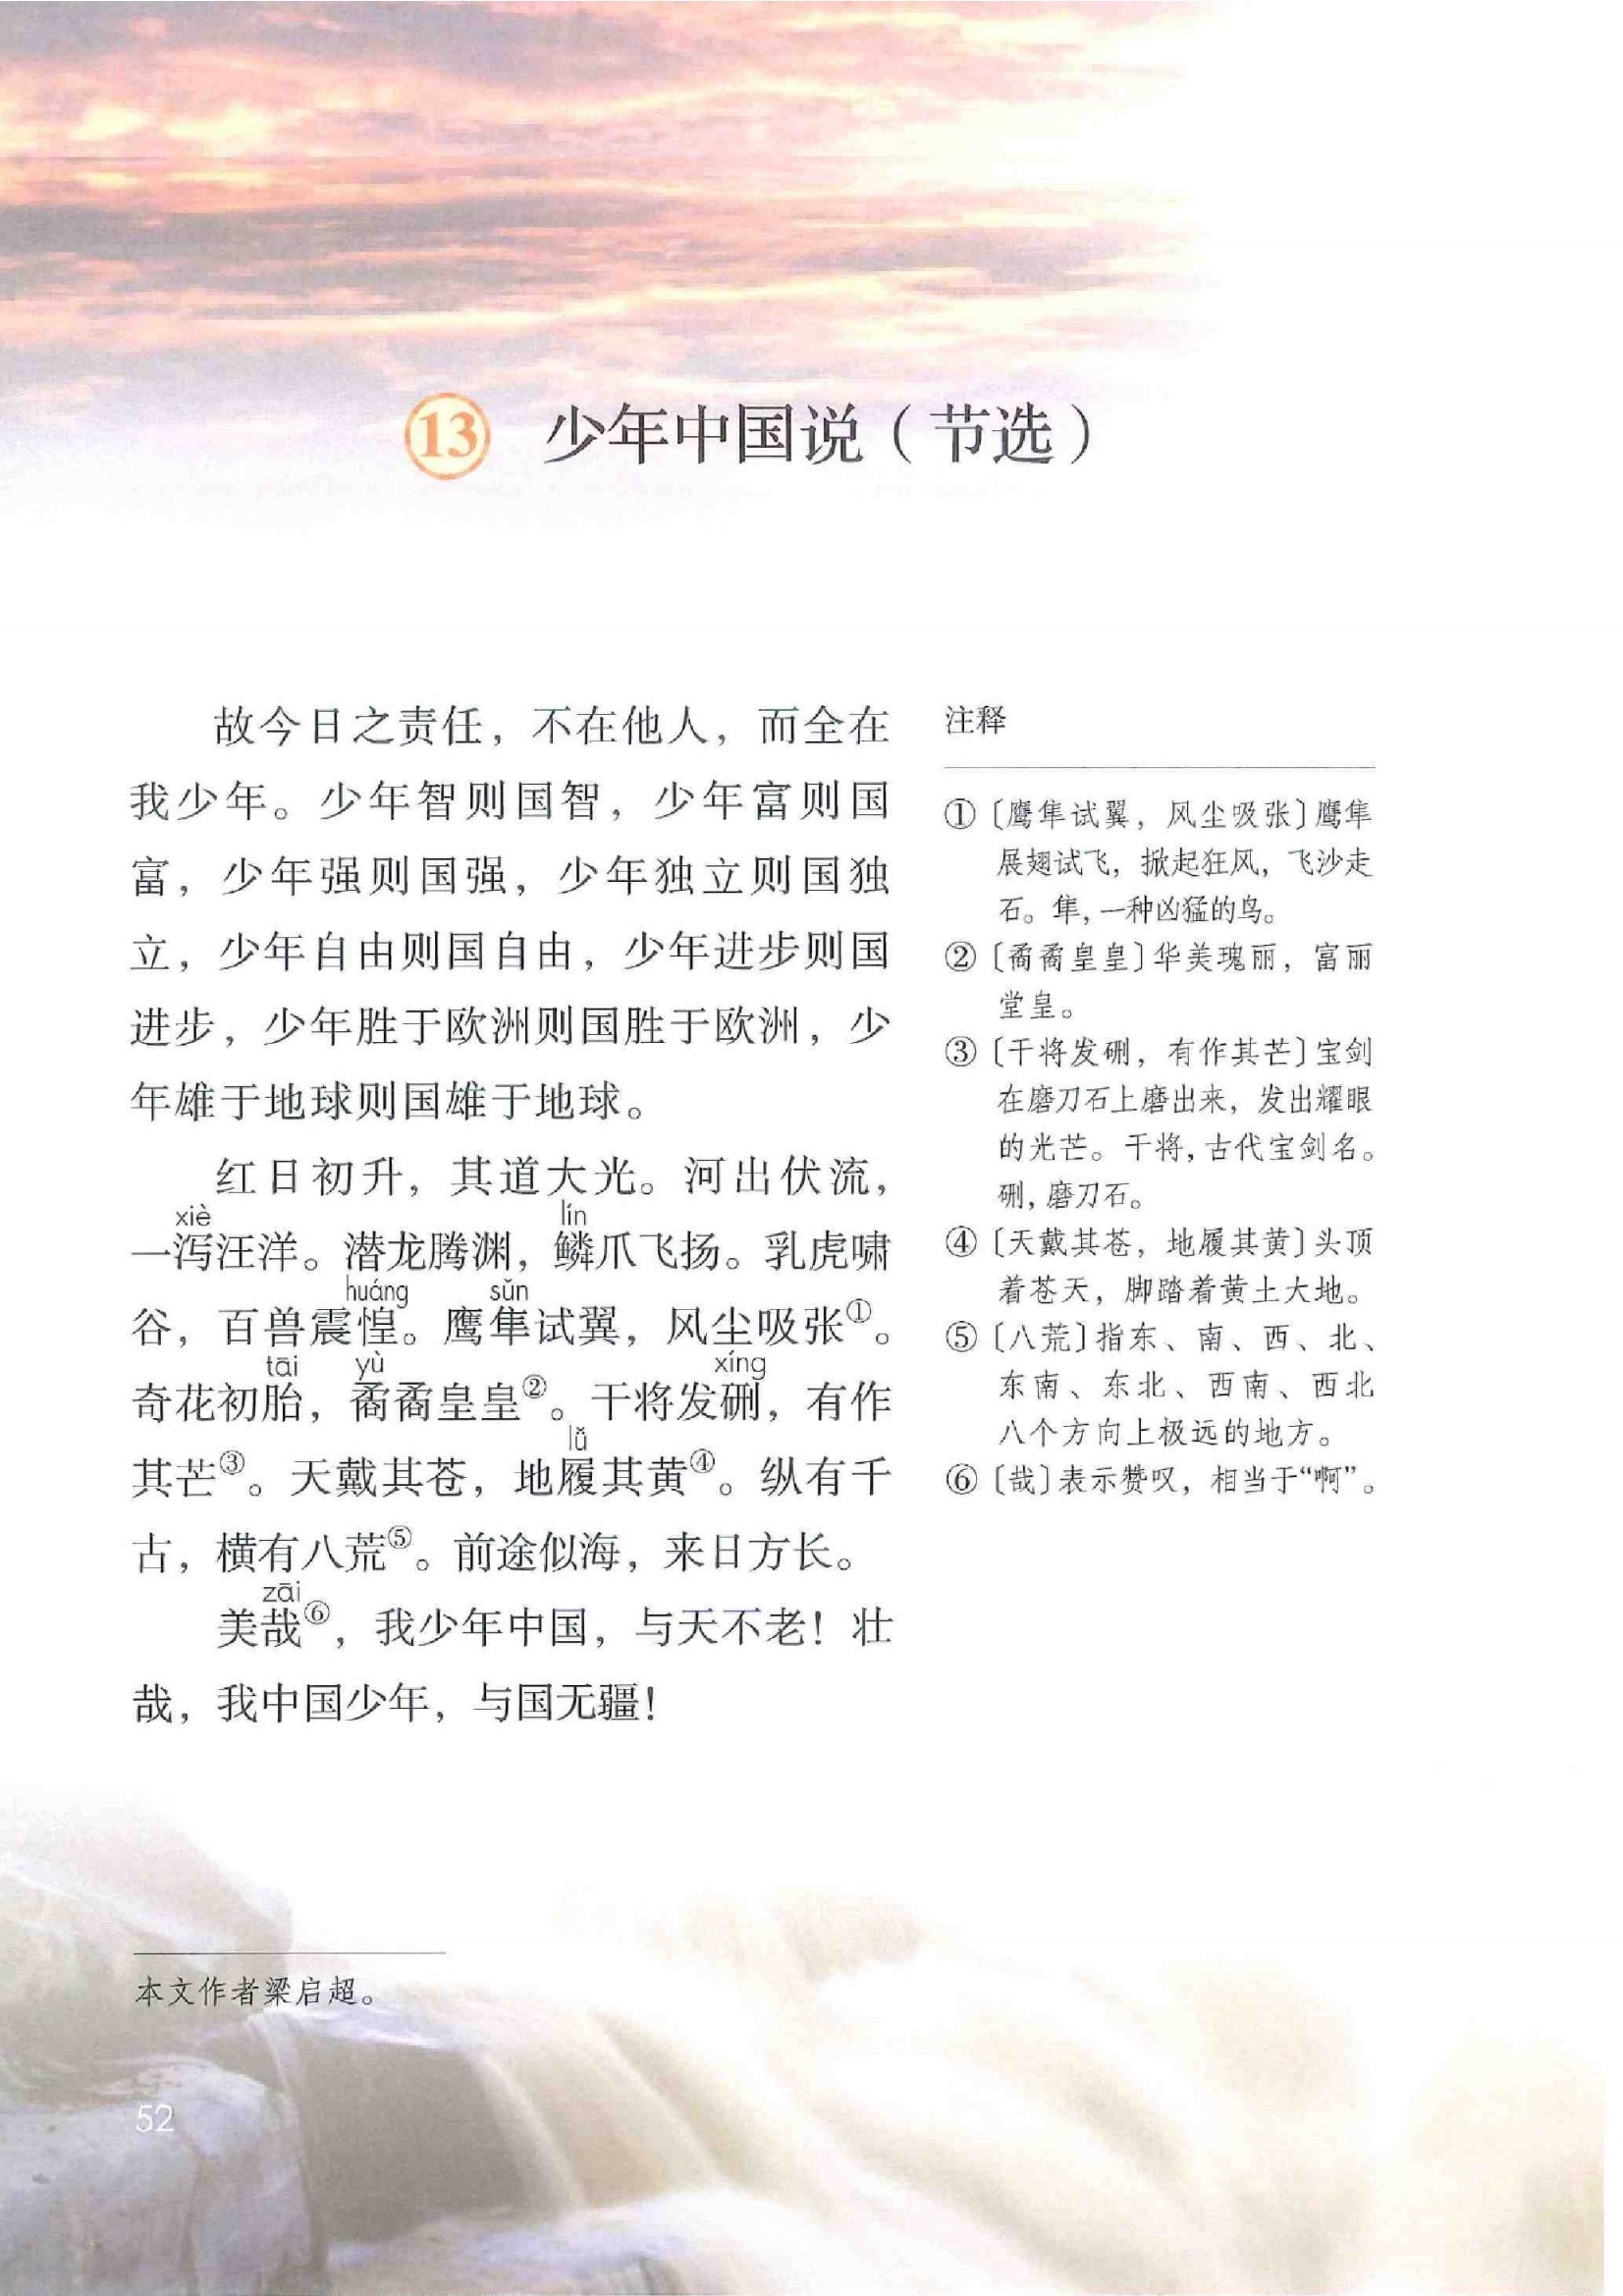 13 少年中国说（节选）
故今日之责任，不在他人，而全在
我少年。少年智则国智，少年富则国
富，少年强则国强，少年独立则国独
立，少年自由则国自由，少年进步则国
进步，少年胜于欧洲则国胜于欧洲，少
年雄于地球则国雄于地球。
红日初升，其道大光。河出伏流，
xiè lín
一泻汪洋。潜龙腾渊，鳞爪飞扬。乳虎啸
huáng sǔn
谷，百兽震惶。鹰隼试翼，风尘吸张①。
tāi yù xíng
奇花初胎，矞矞皇皇②。干将发硎，有作
lǚ
其芒③。天戴其苍，地履其黄④。纵有千
古，横有八荒⑤。前途似海，来日方长。
zāi
美哉⑥，我少年中国，与天不老！壮
哉，我中国少年，与国无疆！
注释
①〔鹰隼试翼，风尘吸张〕鹰隼
展翅试飞，掀起狂风，飞沙走
石。隼，一种凶猛的鸟。
②〔矞矞皇皇〕华美瑰丽，富丽
堂皇。
③〔干将发硎，有作其芒〕宝剑
在磨刀石上磨出来，发出耀眼
的光芒。干将，古代宝剑名。
硎，磨刀石。
④〔天戴其苍，地履其黄〕头顶
着苍天，脚踏着黄土大地。
⑤〔八荒〕指东、南、西、北、
东南、东北、西南、西北
八个方向上极远的地方。
⑥〔哉〕表示赞叹，相当于“啊”。
本文作者梁启超。
52